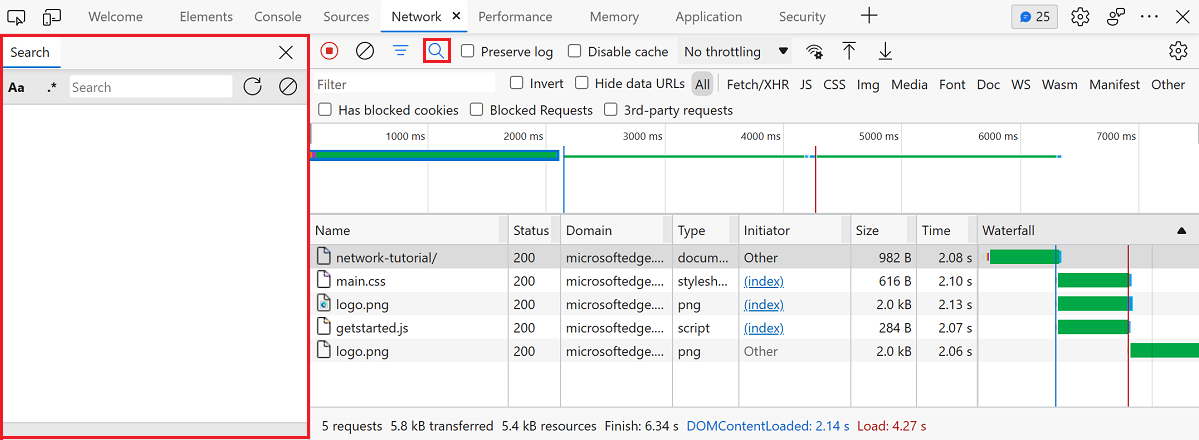 Welcome Elements Console Sources Network Performance Memory Application Security 25
Search
Aa .* Search
Preserve log Disable cache No throttling
Filter Invert Hide data URLs All Fetch/XHR JS CSS Img Media Font Doc WS Wasm Manifest Other
Has blocked cookies Blocked Requests 3rd-party requests
1000 ms 2000 ms 3000 ms 4000 ms 5000 ms 6000 ms 7000 ms
Name Status Domain Type Initiator Size Time Waterfall
network-tutorial/ 200 microsoftedge.... docum... Other 982 B 2.08 s
main.css 200 microsoftedge.... stylesh... (index) 616 B 2.10 s
logo.png 200 microsoftedge.... png (index) 2.0 kB 2.13 s
getstarted.js 200 microsoftedge.... script (index) 284 B 2.07 s
logo.png 200 microsoftedge.... png Other 2.0 kB 2.06 s
5 requests 5.8 kB transferred 5.4 kB resources Finish: 6.34 s DOMContentLoaded: 2.14 s Load: 4.27 s